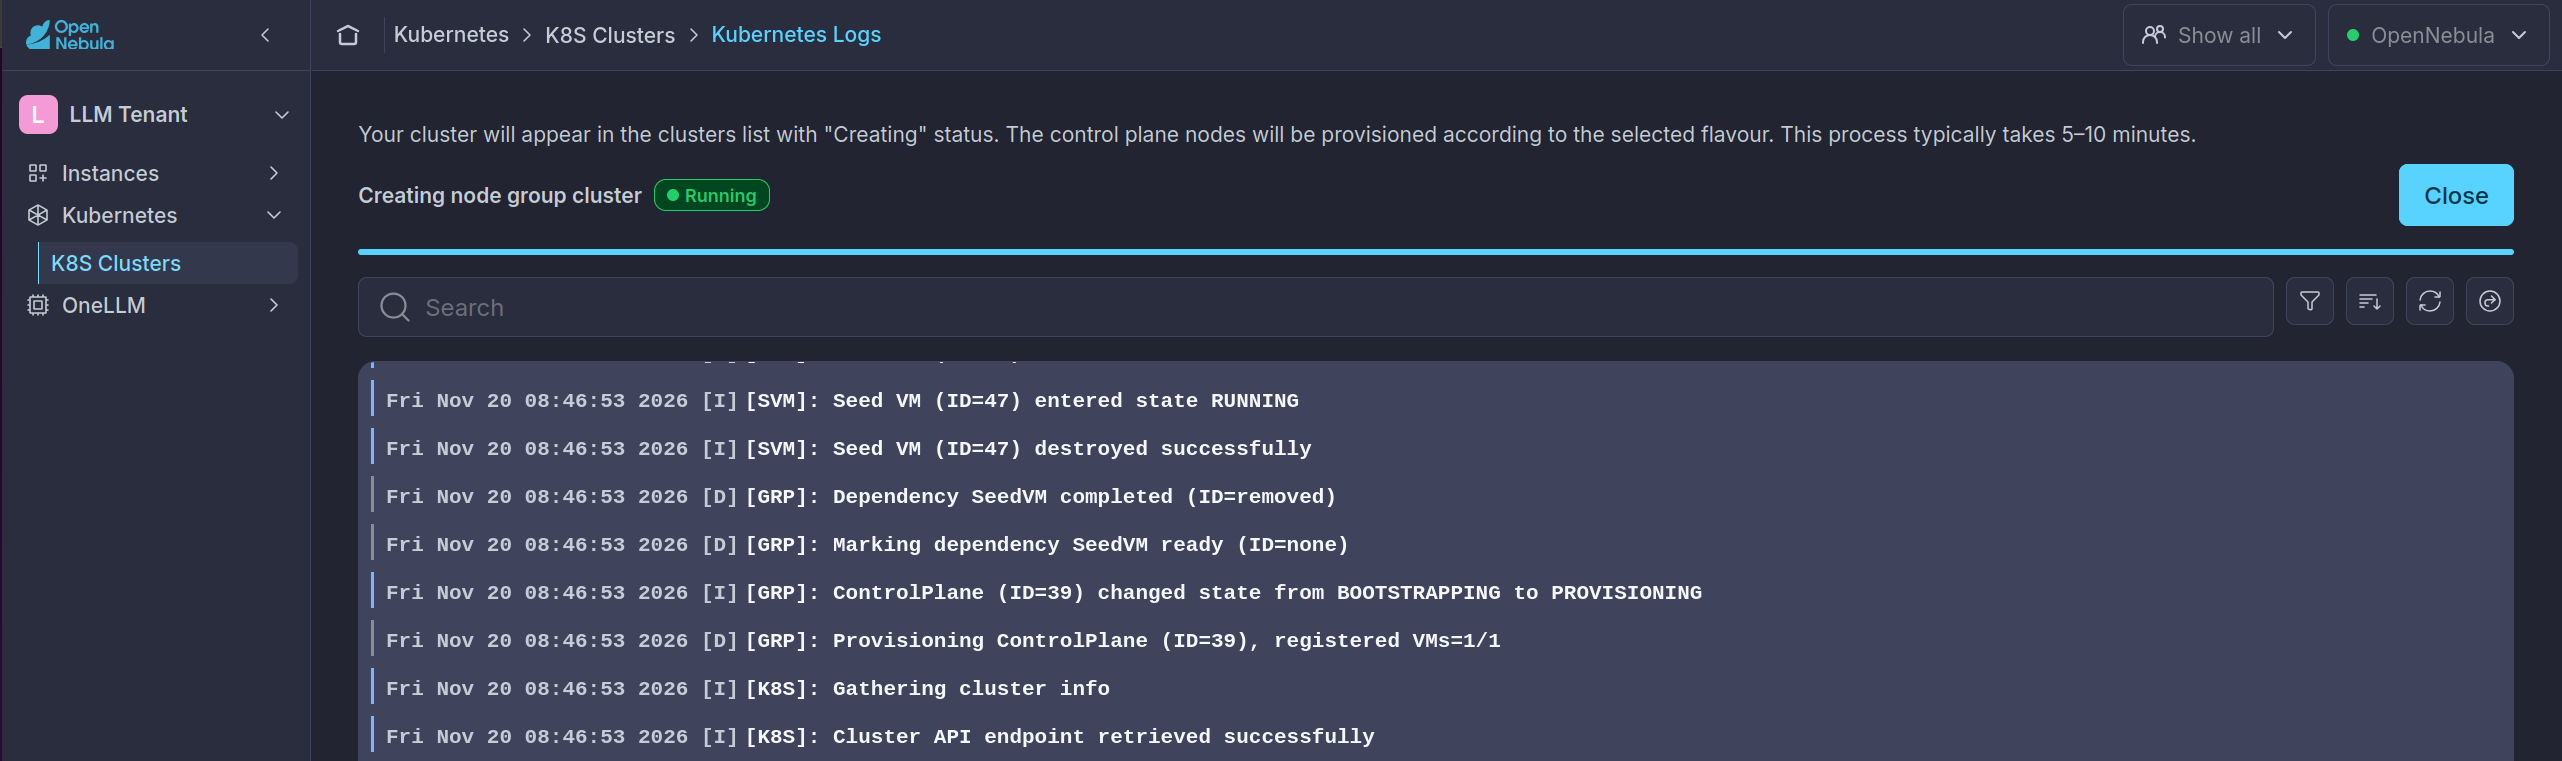 Open Nebula
Kubernetes > K8S Clusters > Kubernetes Logs
Show all
OpenNebula
L LLM Tenant
Instances
Kubernetes
K8S Clusters
OneLLM
Your cluster will appear in the clusters list with "Creating" status. The control plane nodes will be provisioned according to the selected flavour. This process typically takes 5–10 minutes.
Creating node group cluster Running
Close
Search
Fri Nov 20 08:46:53 2026 [I] [SVM]: Seed VM (ID=47) entered state RUNNING
Fri Nov 20 08:46:53 2026 [I] [SVM]: Seed VM (ID=47) destroyed successfully
Fri Nov 20 08:46:53 2026 [D] [GRP]: Dependency SeedVM completed (ID=removed)
Fri Nov 20 08:46:53 2026 [D] [GRP]: Marking dependency SeedVM ready (ID=none)
Fri Nov 20 08:46:53 2026 [I] [GRP]: ControlPlane (ID=39) changed state from BOOTSTRAPPING to PROVISIONING
Fri Nov 20 08:46:53 2026 [D] [GRP]: Provisioning ControlPlane (ID=39), registered VMs=1/1
Fri Nov 20 08:46:53 2026 [I] [K8S]: Gathering cluster info
Fri Nov 20 08:46:53 2026 [I] [K8S]: Cluster API endpoint retrieved successfully